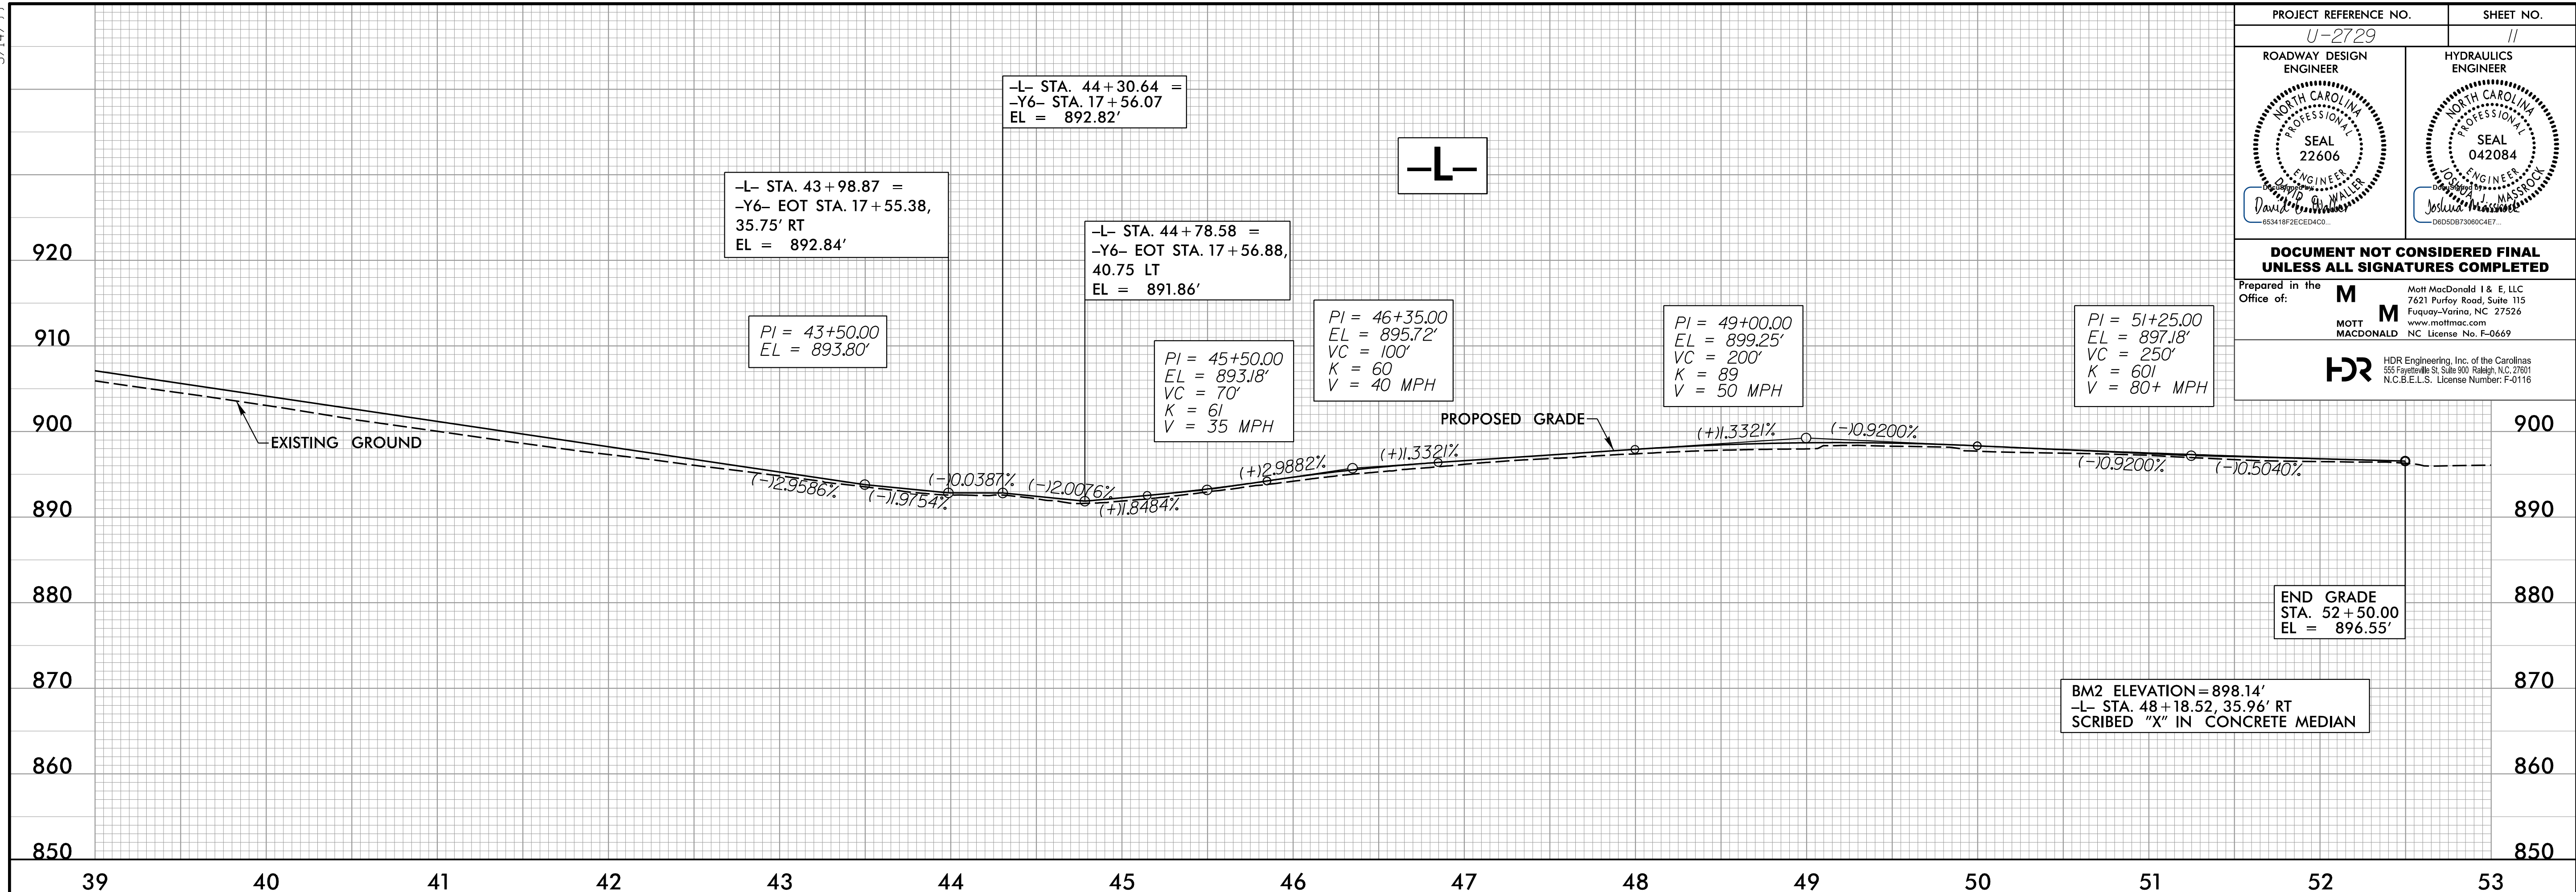 PROJECT REFERENCE NO.
SHEET NO.
U-2729
11
ROADWAY DESIGN
ENGINEER
HYDRAULICS
ENGINEER
NORTH CAROLINA
PROFESSIONAL
SEAL
22606
ENGINEER
DAVID G. WALLER
653418F2ECED4C0...
NORTH CAROLINA
PROFESSIONAL
SEAL
042084
ENGINEER
JOSHUA J. MASSROCK
D6D5DB73060C4E7...
DOCUMENT NOT CONSIDERED FINAL
UNLESS ALL SIGNATURES COMPLETED
Prepared in the
Office of:
M
M
MOTT
MACDONALD
Mott MacDonald I & E, LLC
7621 Purfoy Road, Suite 115
Fuquay-Varina, NC 27526
www.mottmac.com
NC License No. F-0669
HDR
HDR Engineering, Inc. of the Carolinas
555 Fayetteville St, Suite 900 Raleigh, N.C. 27601
N.C.B.E.L.S. License Number: F-0116
-L- STA. 44+30.64 =
-Y6- STA. 17+56.07
EL = 892.82'
-L-
-L- STA. 43+98.87 =
-Y6- EOT STA. 17+55.38,
35.75' RT
EL = 892.84'
-L- STA. 44+78.58 =
-Y6- EOT STA. 17+56.88,
40.75 LT
EL = 891.86'
PI = 43+50.00
EL = 893.80'
PI = 45+50.00
EL = 893.18'
VC = 70'
K = 61
V = 35 MPH
PI = 46+35.00
EL = 895.72'
VC = 100'
K = 60
V = 40 MPH
PI = 49+00.00
EL = 899.25'
VC = 200'
K = 89
V = 50 MPH
PI = 51+25.00
EL = 897.18'
VC = 250'
K = 601
V = 80+ MPH
920
910
900
890
880
870
860
850
EXISTING GROUND
PROPOSED GRADE
(-)2.9586%
(-)1.9754%
(-)0.0387%
(-)2.0076%
(+)1.8484%
(+)2.9882%
(+)1.3321%
(+)1.3321%
(-)0.9200%
(-)0.9200%
(-)0.5040%
900
890
880
870
860
850
END GRADE
STA. 52+50.00
EL = 896.55'
BM2 ELEVATION=898.14'
-L- STA. 48+18.52, 35.96' RT
SCRIBED "X" IN CONCRETE MEDIAN
39 40 41 42 43 44 45 46 47 48 49 50 51 52 53